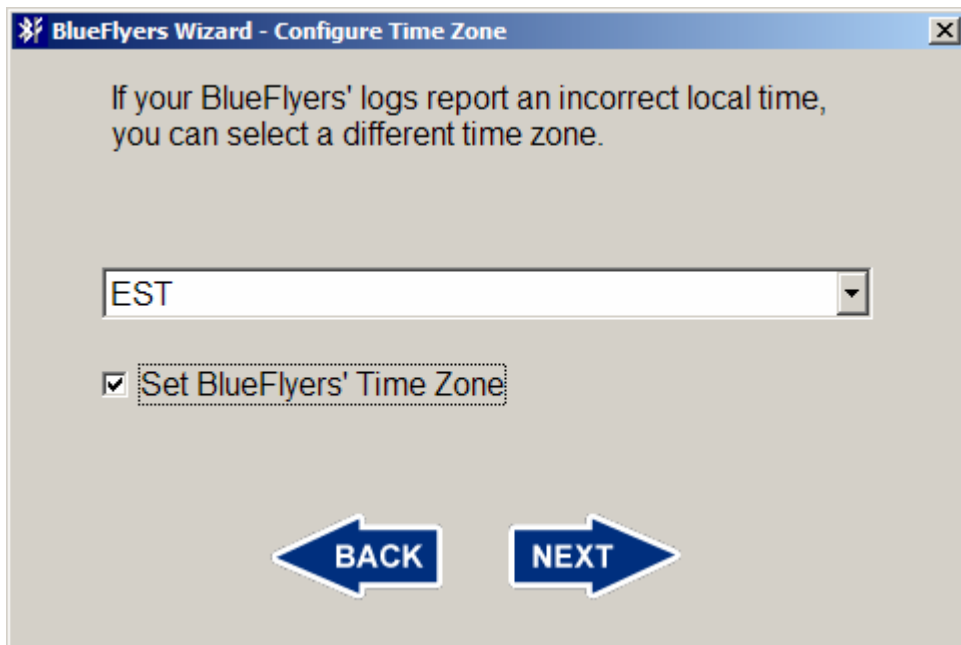 BlueFlyers Wizard - Configure Time Zone
If your BlueFlyers' logs report an incorrect local time,
you can select a different time zone.
EST
Set BlueFlyers' Time Zone
BACK NEXT